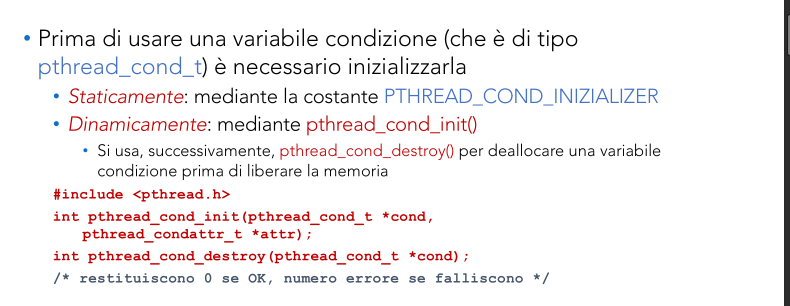 • Prima di usare una variabile condizione (che è di tipo
pthread_cond_t) è necessario inizializzarla
• Staticamente: mediante la costante PTHREAD_COND_INIZIALIZER
• Dinamicamente: mediante pthread_cond_init()
• Si usa, successivamente, pthread_cond_destroy() per deallocare una variabile
condizione prima di liberare la memoria
#include <pthread.h>
int pthread_cond_init(pthread_cond_t *cond,
pthread_condattr_t *attr);
int pthread_cond_destroy(pthread_cond_t *cond);
/* restituiscono 0 se OK, numero errore se falliscono */